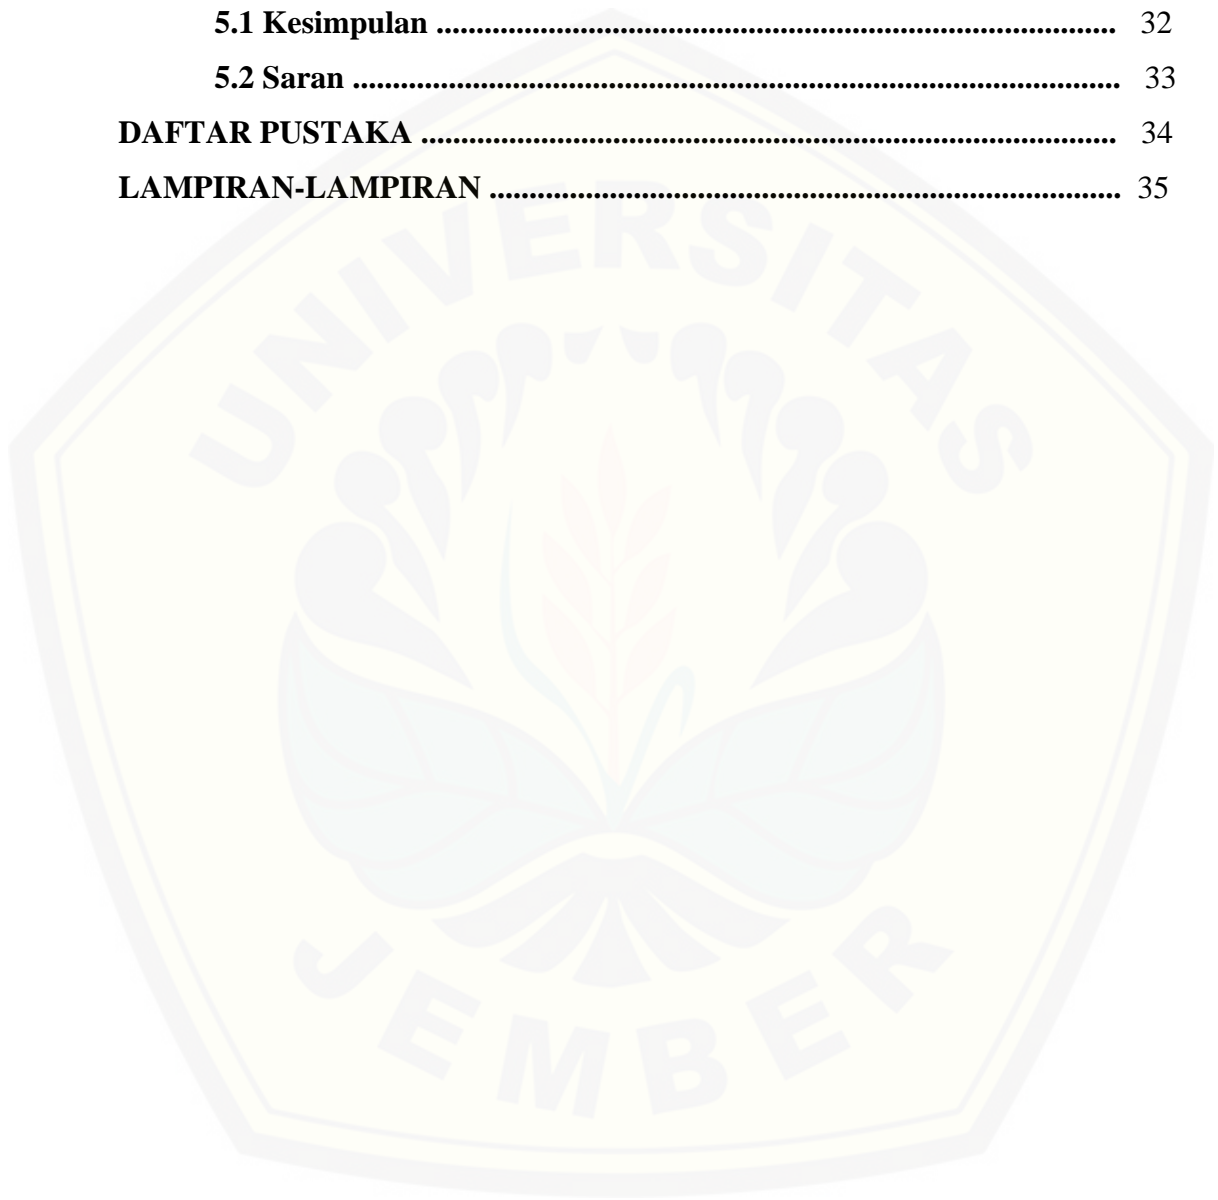 5.1 Kesimpulan ..................................................................................... 32
5.2 Saran ................................................................................................ 33
DAFTAR PUSTAKA ....................................................................................... 34
LAMPIRAN-LAMPIRAN ............................................................................... 35
UNIVERSITAS
JEMBER